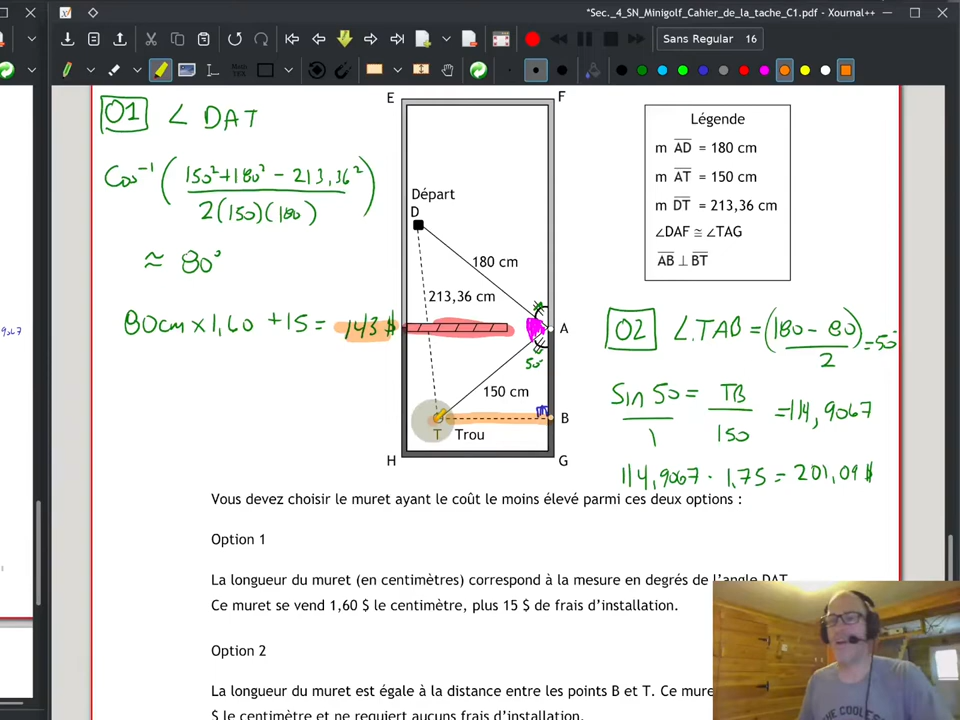 *Sec._4_SN_Minigolf_Cahier_de_la_tache_C1.pdf - Xournal++
Sans Regular 16
O1 ∠ DAT
Cos⁻¹ ( 150² + 180² - 213,36² / 2(150)(180) )
≈ 80°
80cm x 1,60 + 15 = 143 $
E F
Départ
D
180 cm
213,36 cm
A
50
150 cm
B
T Trou
H G
Légende
m AD = 180 cm
m AT = 150 cm
m DT = 213,36 cm
∠DAF ≅ ∠TAG
AB ⊥ BT
O2 ∠TAB = (180 - 80) / 2 = 50°
Sin 50 / 1 = TB / 150 = 114,9067
114,9067 · 1,75 = 201,09 $
9067
Vous devez choisir le muret ayant le coût le moins élevé parmi ces deux options :
Option 1
La longueur du muret (en centimètres) correspond à la mesure en degrés de l'angle DAT.
Ce muret se vend 1,60 $ le centimètre, plus 15 $ de frais d'installation.
Option 2
La longueur du muret est égale à la distance entre les points B et T. Ce mure
$ le centimètre et ne requiert aucuns frais d'installation.
THE COOLES